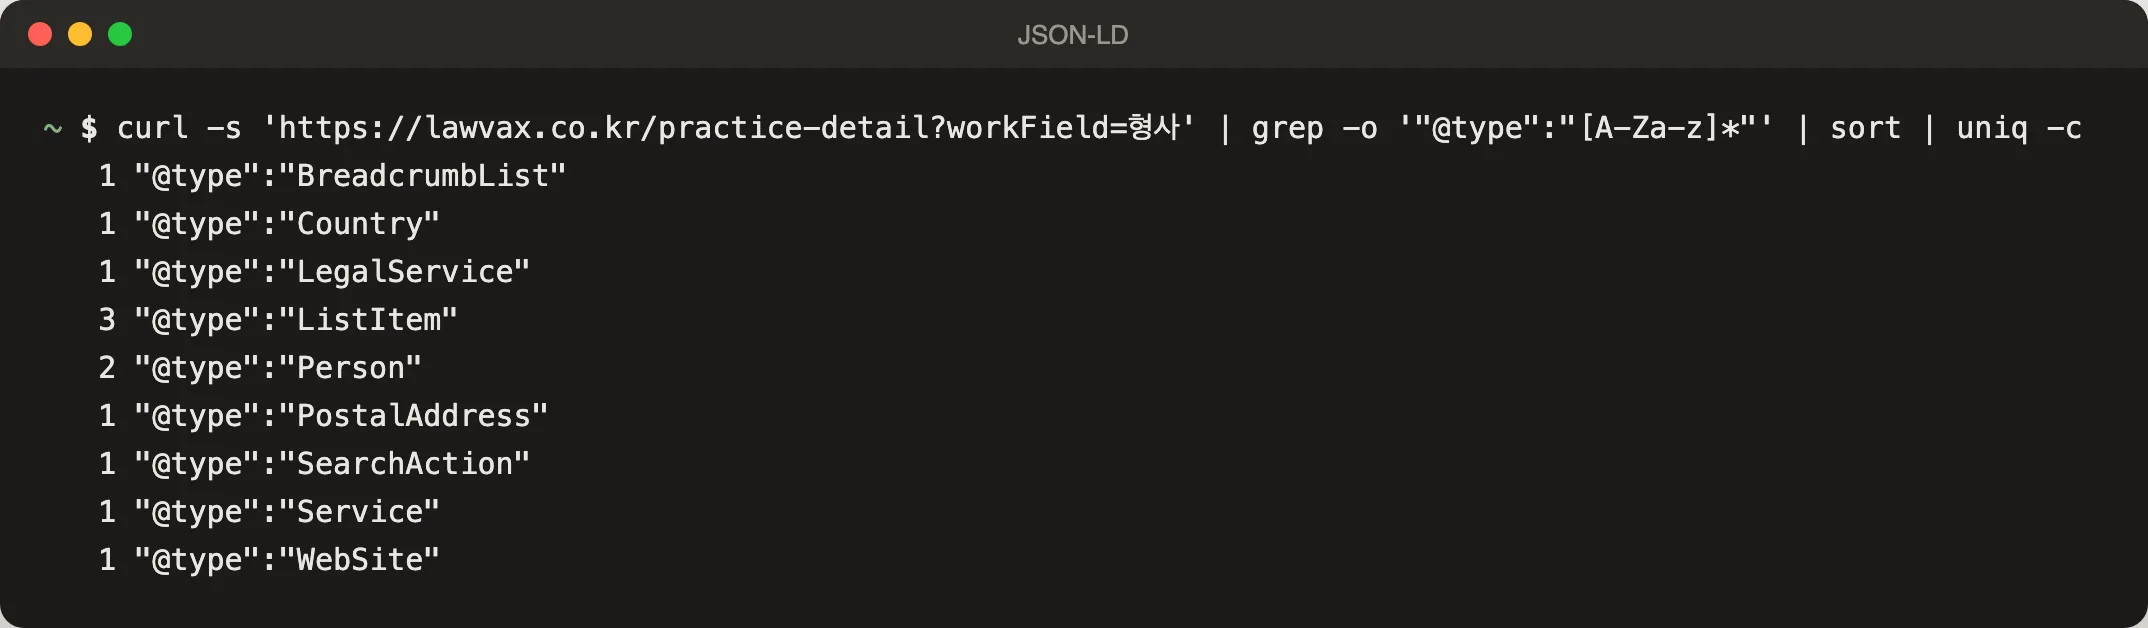 JSON-LD
~ $ curl -s 'https://lawvax.co.kr/practice-detail?workField=형사' | grep -o '"@type":"[A-Za-z]*"' | sort | uniq -c
1 "@type":"BreadcrumbList"
1 "@type":"Country"
1 "@type":"LegalService"
3 "@type":"ListItem"
2 "@type":"Person"
1 "@type":"PostalAddress"
1 "@type":"SearchAction"
1 "@type":"Service"
1 "@type":"WebSite"